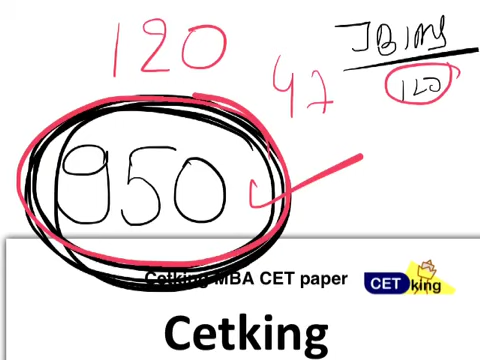 120
JBIMS
120
47
950
Cetking MBA CET paper
CET king
Cetking